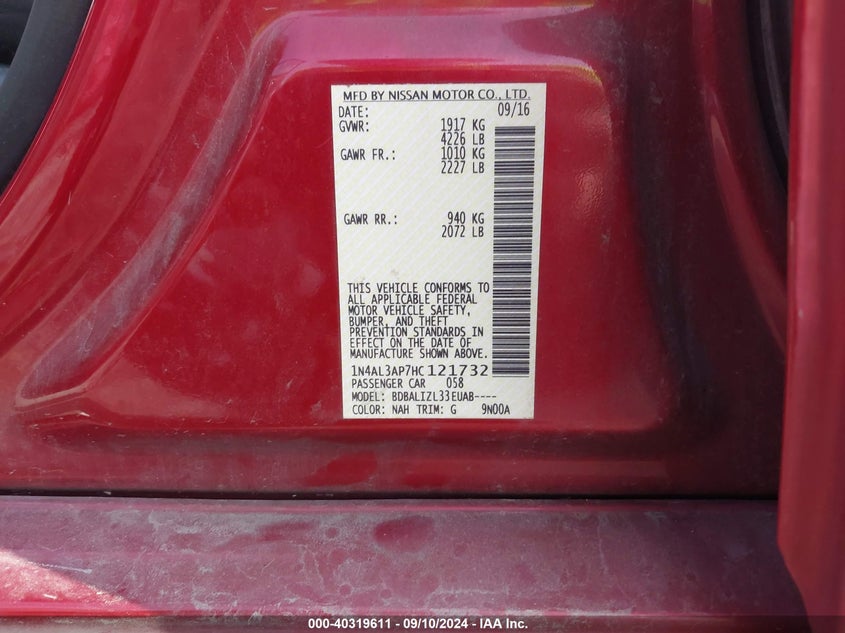 MFD BY NISSAN MOTOR CO., LTD.
DATE: 09/16
GVWR: 1917 KG
4226 LB
GAWR FR.: 1010 KG
2227 LB
GAWR RR.: 940 KG
2072 LB
THIS VEHICLE CONFORMS TO
ALL APPLICABLE FEDERAL
MOTOR VEHICLE SAFETY,
BUMPER, AND THEFT
PREVENTION STANDARDS IN
EFFECT ON THE DATE OF
MANUFACTURE SHOWN ABOVE.
1N4AL3AP7HC121732
PASSENGER CAR 058
MODEL: BDBALIZL33EUAB----
COLOR: NAH TRIM: G 9N00A
000-40319611 - 09/10/2024 - IAA, Inc.